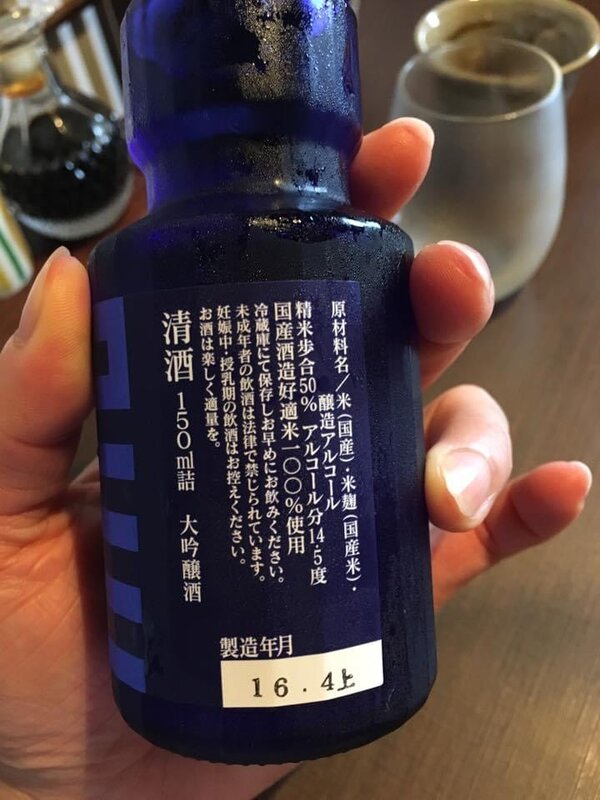 原材料名／米（国産）・米麹（国産米）・
醸造アルコール
精米歩合50％ アルコール分14.5度
国産酒造好適米一〇〇％使用
冷蔵庫にて保存しお早めにお飲みください。
未成年者の飲酒は法律で禁じられています。
妊娠中・授乳期の飲酒はお控えください。
お酒は楽しく適量を。
清酒 150ml詰 大吟醸酒
製造年月
16.4上